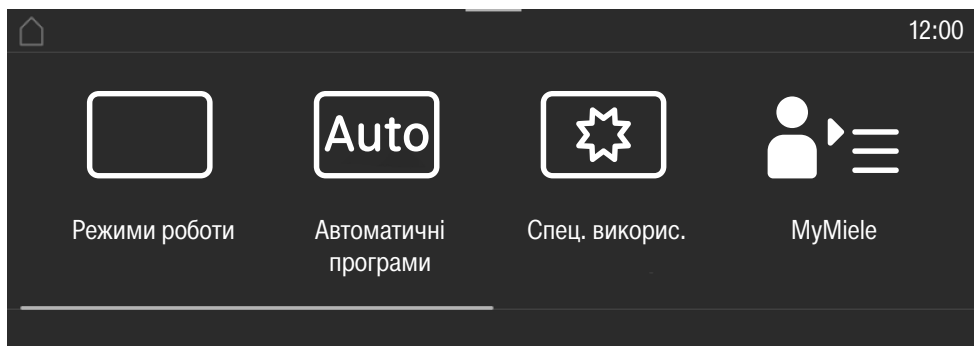 12:00
Auto
Режими роботи
Автоматичні
програми
Спец. викорис.
MyMiele